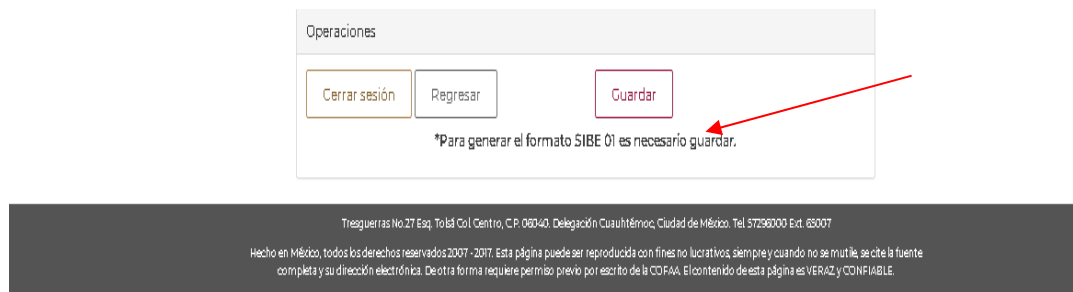 Operaciones
Cerrar sesión Regresar Guardar
*Para generar el formato SIBE 01 es necesario guardar.
Tresguerras No.27 Esq. Tolsá Col. Centro, C.P. 06040. Delegación Cuauhtémoc, Ciudad de México. Tel. 57296000 Ext. 65007
Hecho en México, todos los derechos reservados 2007 - 2017. Esta página puede ser reproducida con fines no lucrativos, siempre y cuando no se mutile, se cite la fuente
completa y su dirección electrónica. De otra forma requiere permiso previo por escrito de la COFAA. El contenido de esta página es VERAZ y CONFIABLE.